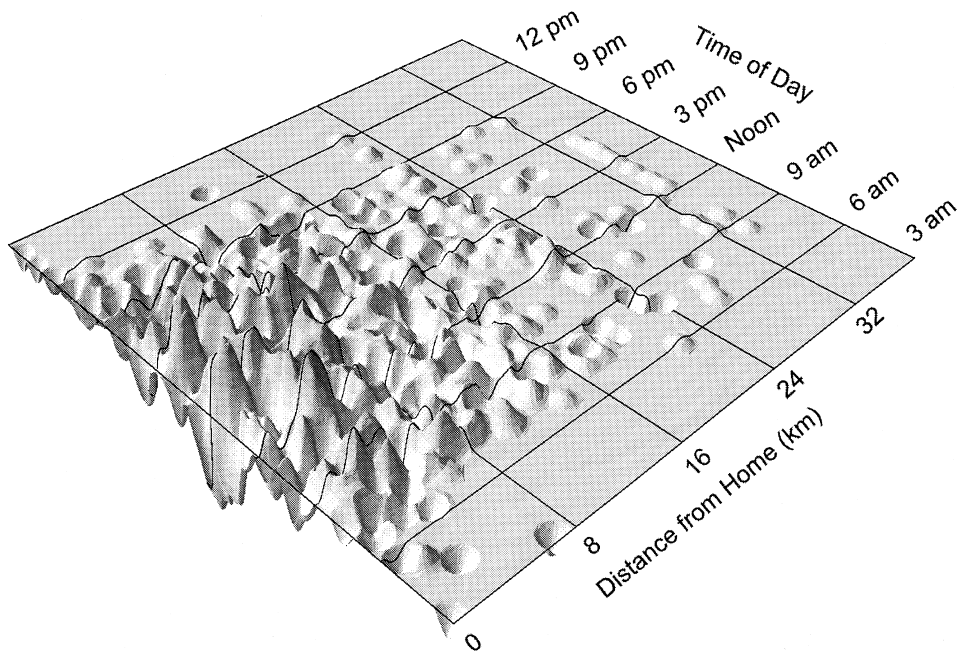 12 pm
9 pm
6 pm
3 pm
Noon
9 am
6 am
3 am
Time of Day
32
24
16
8
0
Distance from Home (km)